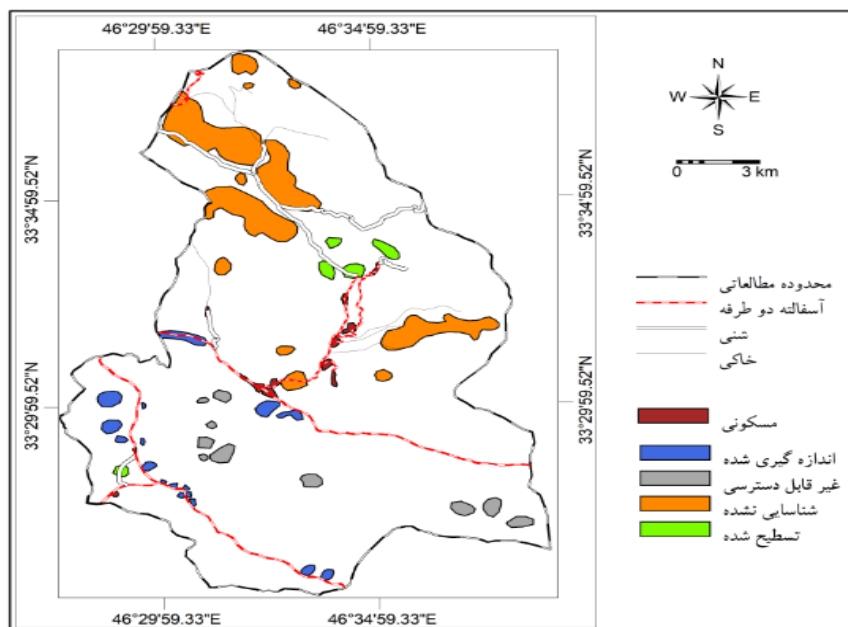 46°29'59.33"E 46°34'59.33"E
33°34'59.52"N 33°34'59.52"N
33°29'59.52"N 33°29'59.52"N
46°29'59.33"E 46°34'59.33"E
N
W E
S
0 3 km
محدوده مطالعاتی
آسفالته دو طرفه
شنی
خاکی
مسکونی
اندازه گیری شده
غیر قابل دسترسی
شناسایی نشده
تسطیح شده